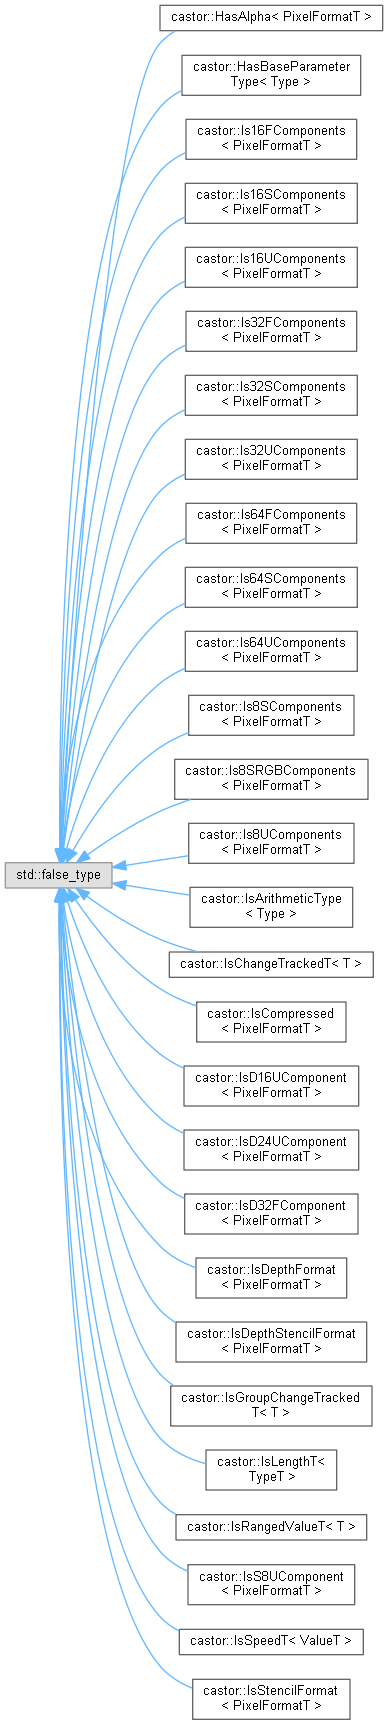 castor::HasAlpha< PixelFormatT >
castor::HasBaseParameter
Type< Type >
castor::Is16FComponents
< PixelFormatT >
castor::Is16SComponents
< PixelFormatT >
castor::Is16UComponents
< PixelFormatT >
castor::Is32FComponents
< PixelFormatT >
castor::Is32SComponents
< PixelFormatT >
castor::Is32UComponents
< PixelFormatT >
castor::Is64FComponents
< PixelFormatT >
castor::Is64SComponents
< PixelFormatT >
castor::Is64UComponents
< PixelFormatT >
castor::Is8SComponents
< PixelFormatT >
castor::Is8SRGBComponents
< PixelFormatT >
castor::Is8UComponents
< PixelFormatT >
std::false_type
castor::IsArithmeticType
< Type >
castor::IsChangeTrackedT< T >
castor::IsCompressed
< PixelFormatT >
castor::IsD16UComponent
< PixelFormatT >
castor::IsD24UComponent
< PixelFormatT >
castor::IsD32FComponent
< PixelFormatT >
castor::IsDepthFormat
< PixelFormatT >
castor::IsDepthStencilFormat
< PixelFormatT >
castor::IsGroupChangeTracked
T< T >
castor::IsLengthT<
TypeT >
castor::IsRangedValueT< T >
castor::IsS8UComponent
< PixelFormatT >
castor::IsSpeedT< ValueT >
castor::IsStencilFormat
< PixelFormatT >